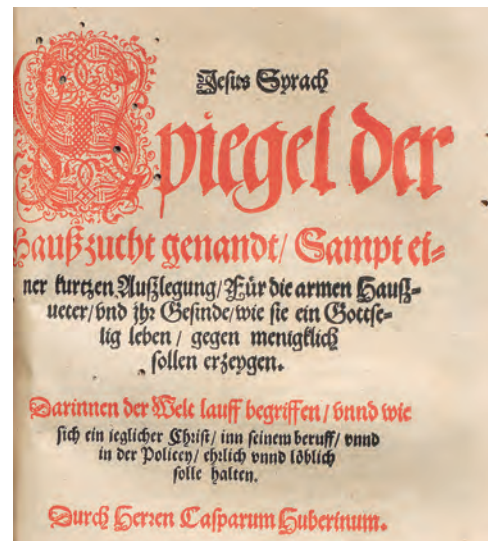 Jesus Syrach
Spiegel der
Haußzucht genandt/ Sampt ei⸗
ner kurtzen Außlegung/ Für die armen Hauß⸗
ueter/ vnd jhr Gesinde/ wie sie ein Gottse⸗
lig leben / gegen menigklich
sollen erzeygen.
Darinnen der Welt lauff begriffen/ vnnd wie
sich ein ieglicher Christ/ inn seinem beruff/ vnnd
in der Policey/ ehrlich vnnd löblich
solle halten.
Durch Herren Casparum Huberinum.